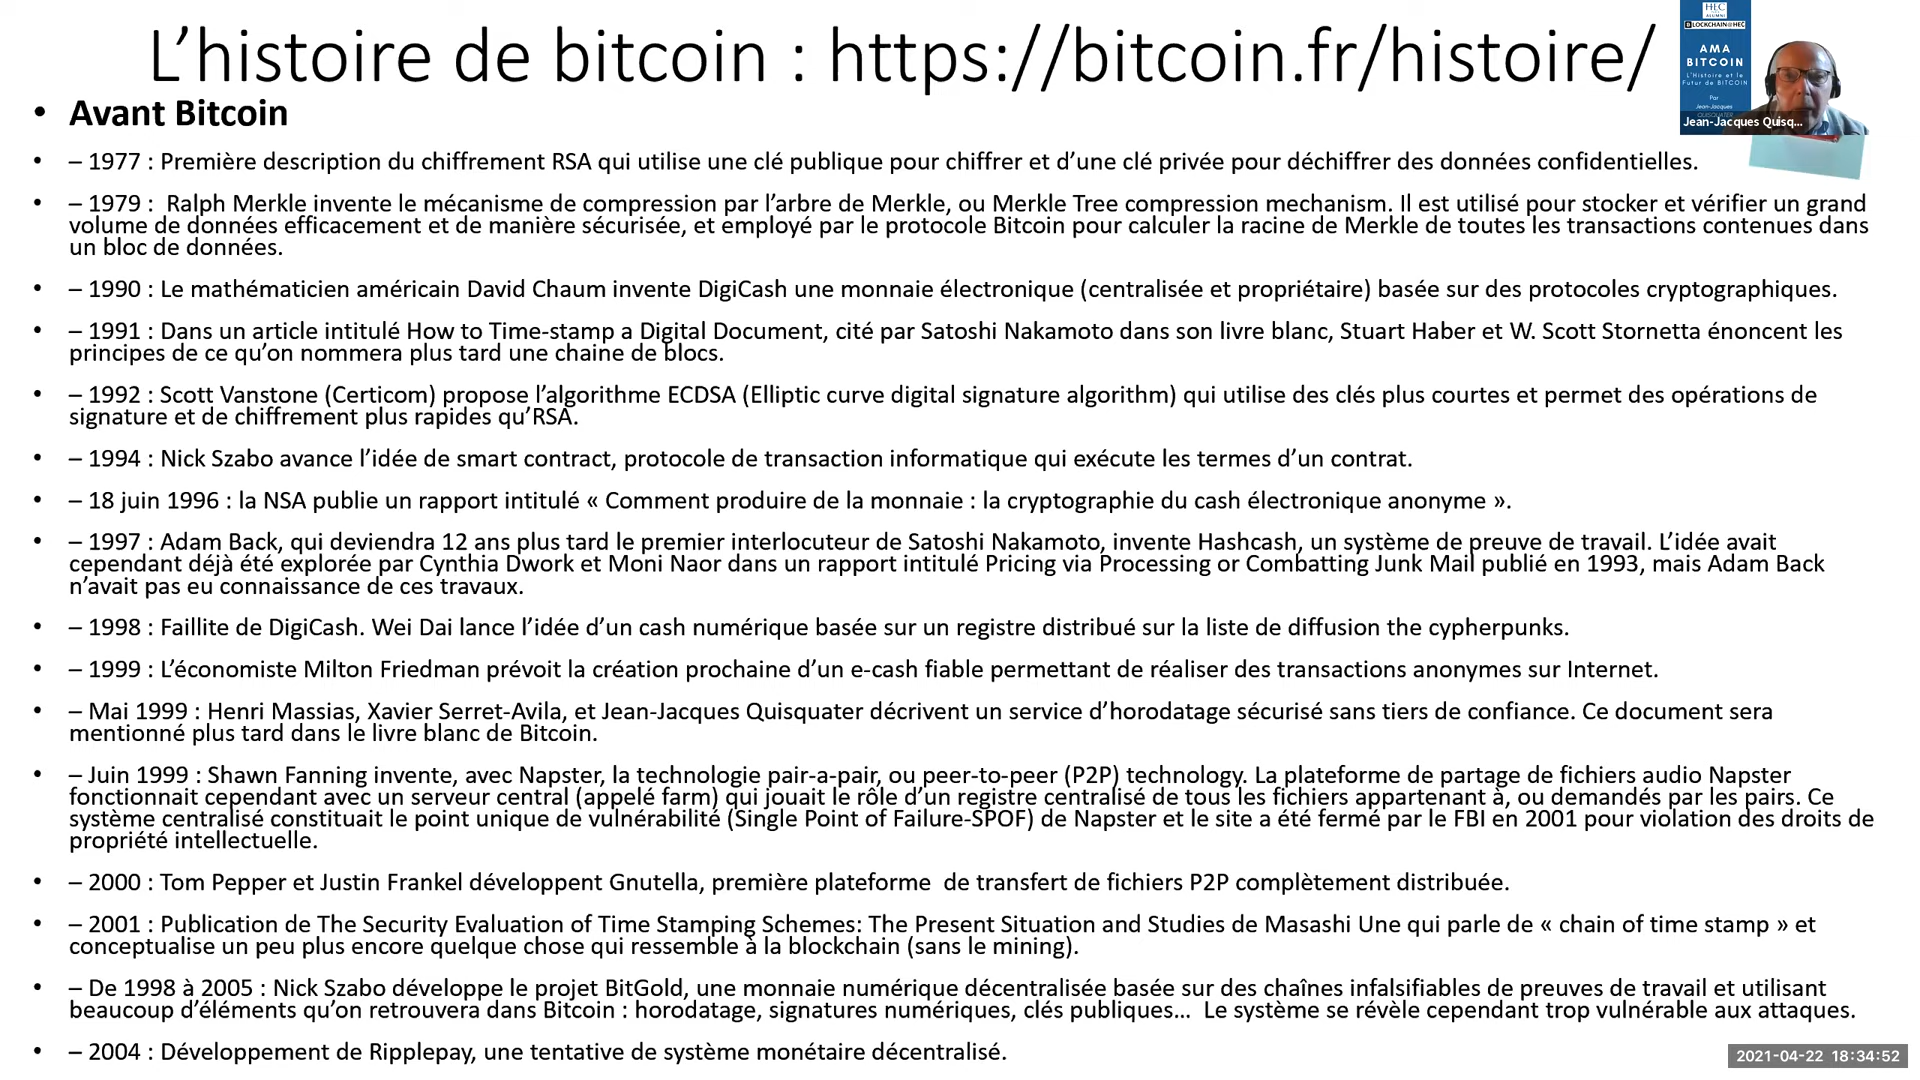 L’histoire de bitcoin : https://bitcoin.fr/histoire/
• Avant Bitcoin
• – 1977 : Première description du chiffrement RSA qui utilise une clé publique pour chiffrer et d’une clé privée pour déchiffrer des données confidentielles.
• – 1979 :  Ralph Merkle invente le mécanisme de compression par l’arbre de Merkle, ou Merkle Tree compression mechanism. Il est utilisé pour stocker et vérifier un grand
volume de données efficacement et de manière sécurisée, et employé par le protocole Bitcoin pour calculer la racine de Merkle de toutes les transactions contenues dans
un bloc de données.
• – 1990 : Le mathématicien américain David Chaum invente DigiCash une monnaie électronique (centralisée et propriétaire) basée sur des protocoles cryptographiques.
• – 1991 : Dans un article intitulé How to Time-stamp a Digital Document, cité par Satoshi Nakamoto dans son livre blanc, Stuart Haber et W. Scott Stornetta énoncent les
principes de ce qu’on nommera plus tard une chaine de blocs.
• – 1992 : Scott Vanstone (Certicom) propose l’algorithme ECDSA (Elliptic curve digital signature algorithm) qui utilise des clés plus courtes et permet des opérations de
signature et de chiffrement plus rapides qu’RSA.
• – 1994 : Nick Szabo avance l’idée de smart contract, protocole de transaction informatique qui exécute les termes d’un contrat.
• – 18 juin 1996 : la NSA publie un rapport intitulé « Comment produire de la monnaie : la cryptographie du cash électronique anonyme ».
• – 1997 : Adam Back, qui deviendra 12 ans plus tard le premier interlocuteur de Satoshi Nakamoto, invente Hashcash, un système de preuve de travail. L’idée avait
cependant déjà été explorée par Cynthia Dwork et Moni Naor dans un rapport intitulé Pricing via Processing or Combatting Junk Mail publié en 1993, mais Adam Back
n’avait pas eu connaissance de ces travaux.
• – 1998 : Faillite de DigiCash. Wei Dai lance l’idée d’un cash numérique basée sur un registre distribué sur la liste de diffusion the cypherpunks.
• – 1999 : L’économiste Milton Friedman prévoit la création prochaine d’un e-cash fiable permettant de réaliser des transactions anonymes sur Internet.
• – Mai 1999 : Henri Massias, Xavier Serret-Avila, et Jean-Jacques Quisquater décrivent un service d’horodatage sécurisé sans tiers de confiance. Ce document sera
mentionné plus tard dans le livre blanc de Bitcoin.
• – Juin 1999 : Shawn Fanning invente, avec Napster, la technologie pair-a-pair, ou peer-to-peer (P2P) technology. La plateforme de partage de fichiers audio Napster
fonctionnait cependant avec un serveur central (appelé farm) qui jouait le rôle d’un registre centralisé de tous les fichiers appartenant à, ou demandés par les pairs. Ce
système centralisé constituait le point unique de vulnérabilité (Single Point of Failure-SPOF) de Napster et le site a été fermé par le FBI en 2001 pour violation des droits de
propriété intellectuelle.
• – 2000 : Tom Pepper et Justin Frankel développent Gnutella, première plateforme  de transfert de fichiers P2P complètement distribuée.
• – 2001 : Publication de The Security Evaluation of Time Stamping Schemes: The Present Situation and Studies de Masashi Une qui parle de « chain of time stamp » et
conceptualise un peu plus encore quelque chose qui ressemble à la blockchain (sans le mining).
• – De 1998 à 2005 : Nick Szabo développe le projet BitGold, une monnaie numérique décentralisée basée sur des chaînes infalsifiables de preuves de travail et utilisant
beaucoup d’éléments qu’on retrouvera dans Bitcoin : horodatage, signatures numériques, clés publiques…  Le système se révèle cependant trop vulnérable aux attaques.
• – 2004 : Développement de Ripplepay, une tentative de système monétaire décentralisé.
HEC
ALUMNI
BLOCKCHAIN@HEC
AMA
BITCOIN
L'Histoire et le
Futur de BITCOIN
Par
Jean-Jacques
QUISQUATER
Jean-Jacques Quisq...
2021-04-22 18:34:52